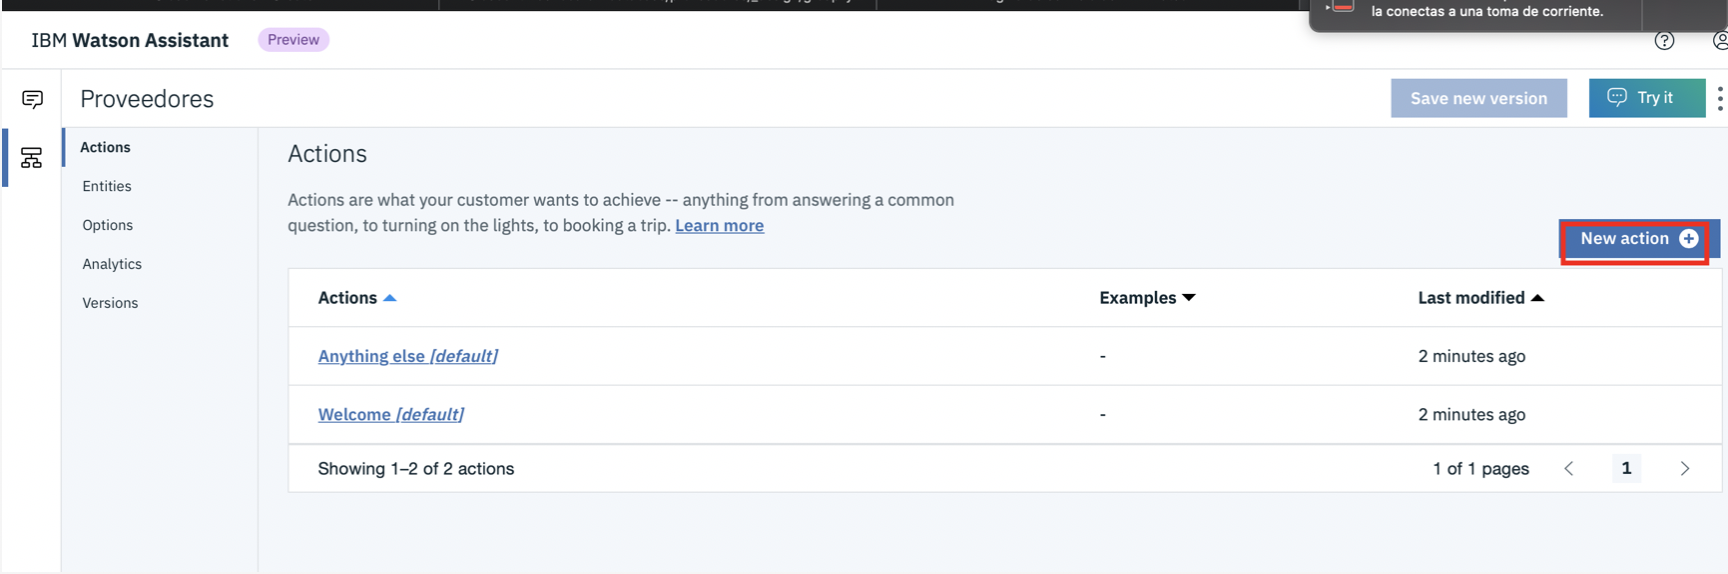 la conectas a una toma de corriente.
IBM Watson Assistant Preview
Proveedores
Save new version
Try it
Actions
Entities
Options
Analytics
Versions
Actions
Actions are what your customer wants to achieve -- anything from answering a common
question, to turning on the lights, to booking a trip. Learn more
New action
Actions Examples Last modified
Anything else [default] - 2 minutes ago
Welcome [default] - 2 minutes ago
Showing 1–2 of 2 actions 1 of 1 pages 1